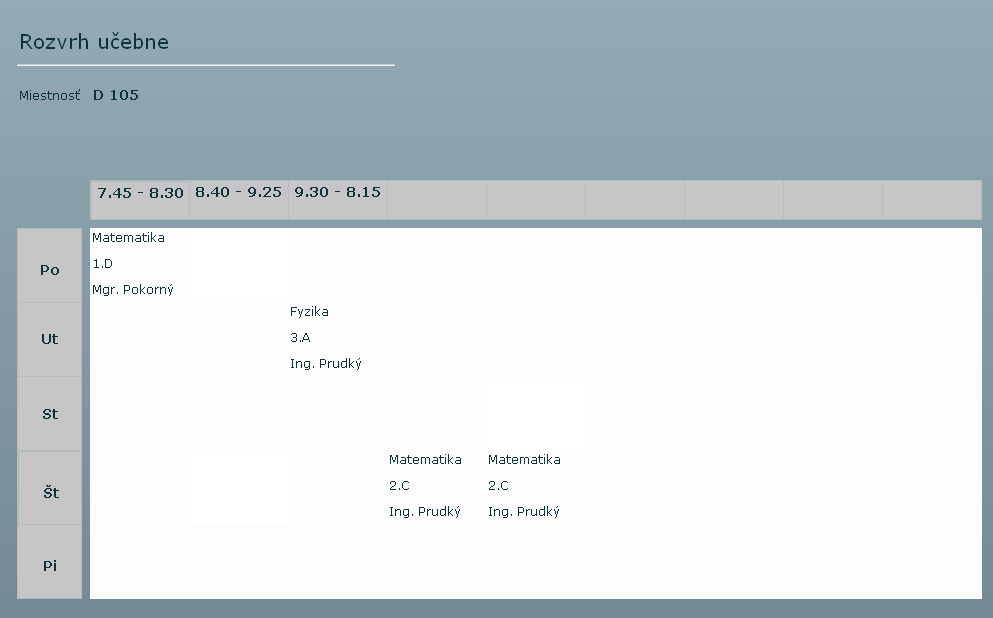 Rozvrh učebne
Miestnosť D 105
7.45 - 8.30 8.40 - 9.25 9.30 - 8.15
Po
Matematika
1.D
Mgr. Pokorný
Ut
Fyzika
3.A
Ing. Prudký
St
Št
Matematika Matematika
2.C 2.C
Ing. Prudký Ing. Prudký
Pi